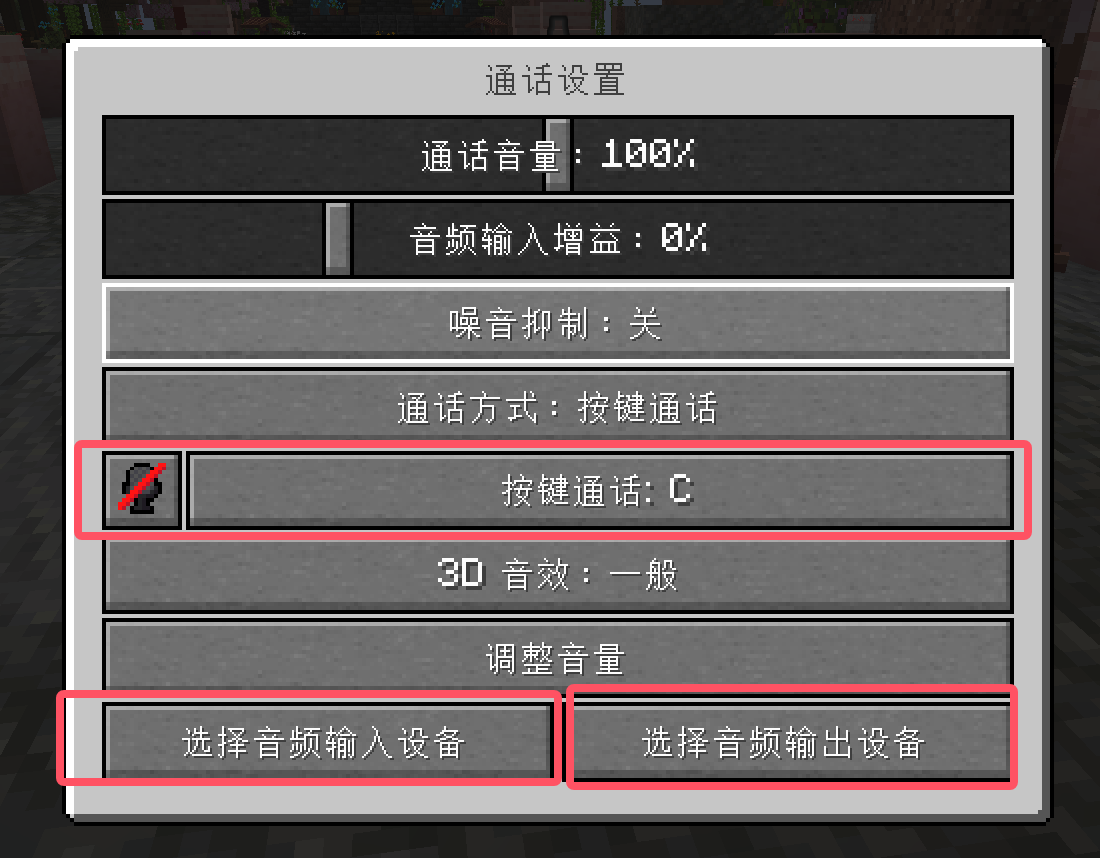 通话设置
通话音量：100%
音频输入增益：0%
噪音抑制：关
通话方式：按键通话
按键通话: C
3D 音效：一般
调整音量
选择音频输入设备
选择音频输出设备